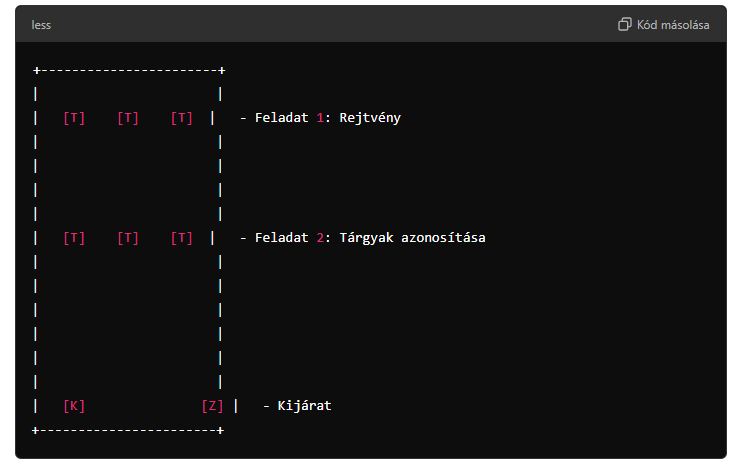 less
Kód másolása
+-----------------------+
|                       |
|   [T]    [T]    [T]  |   - Feladat 1: Rejtvény
|                       |
|                       |
|                       |
|                       |
|   [T]    [T]    [T]  |   - Feladat 2: Tárgyak azonosítása
|                       |
|                       |
|                       |
|                       |
|                       |
|                       |
|   [K]               [Z] |   - Kijárat
+-----------------------+